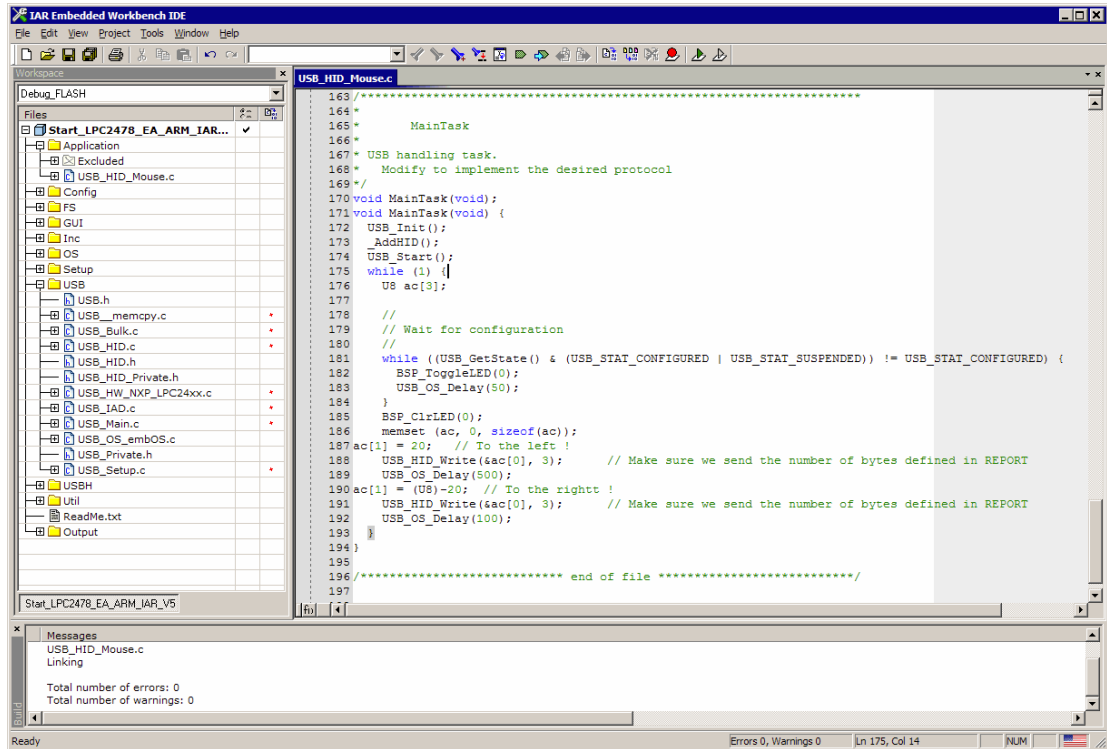 IAR Embedded Workbench IDE
File Edit View Project Tools Window Help
Workspace
Debug_FLASH
Files
Start_LPC2478_EA_ARM_IAR...
Application
Excluded
USB_HID_Mouse.c
Config
FS
GUI
Inc
OS
Setup
USB
USB.h
USB__memcpy.c
USB_Bulk.c
USB_HID.c
USB_HID.h
USB_HID_Private.h
USB_HW_NXP_LPC24xx.c
USB_IAD.c
USB_Main.c
USB_OS_embOS.c
USB_Private.h
USB_Setup.c
USBH
Util
ReadMe.txt
Output
Start_LPC2478_EA_ARM_IAR_V5
USB_HID_Mouse.c
163 /*********************************************************************
164 *
165 *       MainTask
166 *
167 * USB handling task.
168 *   Modify to implement the desired protocol
169 */
170 void MainTask(void);
171 void MainTask(void) {
172   USB_Init();
173   _AddHID();
174   USB_Start();
175   while (1) {
176     U8 ac[3];
177
178     //
179     // Wait for configuration
180     //
181     while ((USB_GetState() & (USB_STAT_CONFIGURED | USB_STAT_SUSPENDED)) != USB_STAT_CONFIGURED) {
182       BSP_ToggleLED(0);
183       USB_OS_Delay(50);
184     }
185     BSP_ClrLED(0);
186     memset (ac, 0, sizeof(ac));
187 ac[1] = 20;   // To the left !
188     USB_HID_Write(&ac[0], 3);      // Make sure we send the number of bytes defined in REPORT
189     USB_OS_Delay(500);
190 ac[1] = (U8)-20;  // To the rightt !
191     USB_HID_Write(&ac[0], 3);      // Make sure we send the number of bytes defined in REPORT
192     USB_OS_Delay(100);
193   }
194 }
195
196 /**************************** end of file ***************************/
197
f()
Messages
USB_HID_Mouse.c
Linking
Total number of errors: 0
Total number of warnings: 0
Build
Ready
Errors 0, Warnings 0
Ln 175, Col 14
NUM